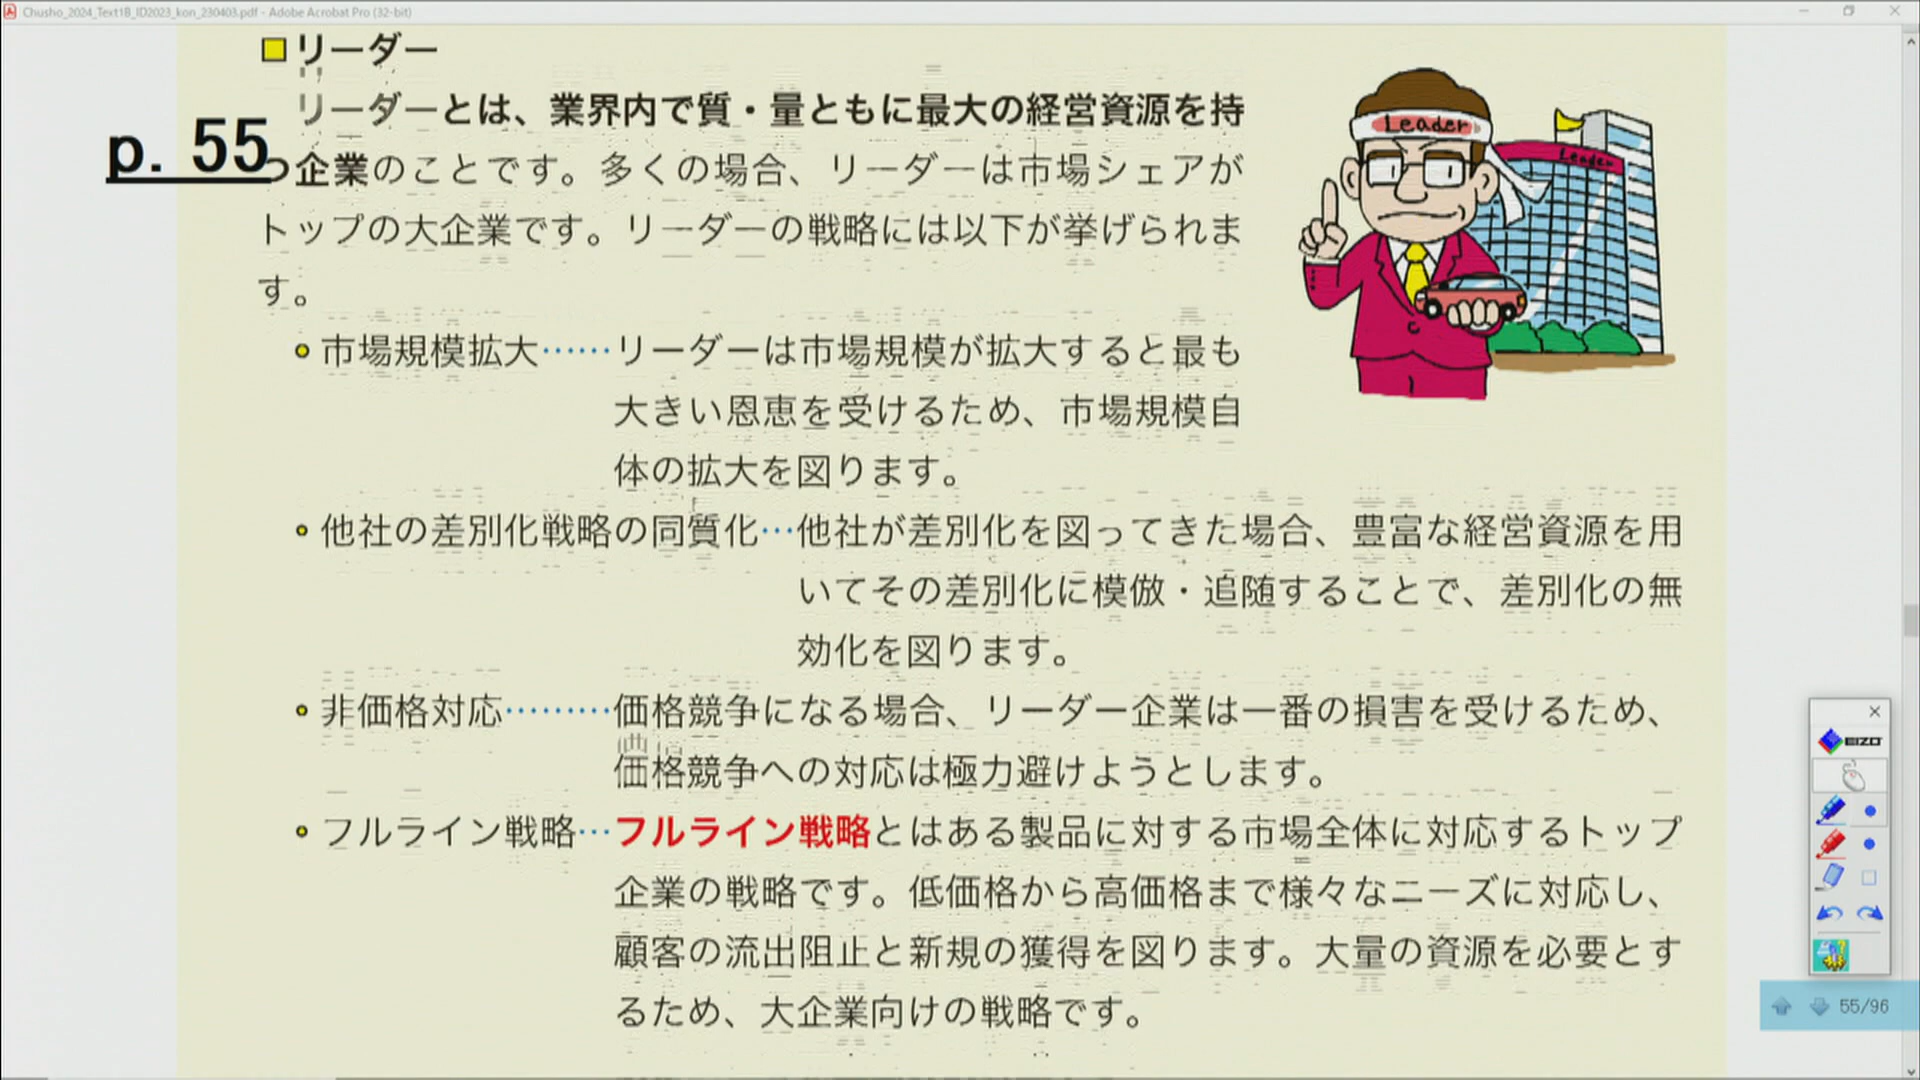 Chusho_2024_Text1B_ID2023_kon_230403.pdf - Adobe Acrobat Pro (32-bit)
リーダー
p. 55
リーダーとは、業界内で質・量ともに最大の経営資源を持
つ企業のことです。多くの場合、リーダーは市場シェアが
トップの大企業です。リーダーの戦略には以下が挙げられま
す。
Leader
Leader
市場規模拡大……リーダーは市場規模が拡大すると最も
大きい恩恵を受けるため、市場規模自
体の拡大を図ります。
他社の差別化戦略の同質化…他社が差別化を図ってきた場合、豊富な経営資源を用
いてその差別化に模倣・追随することで、差別化の無
効化を図ります。
非価格対応………価格競争になる場合、リーダー企業は一番の損害を受けるため、
価格競争への対応は極力避けようとします。
フルライン戦略…フルライン戦略とはある製品に対する市場全体に対応するトップ
企業の戦略です。低価格から高価格まで様々なニーズに対応し、
顧客の流出阻止と新規の獲得を図ります。大量の資源を必要とす
るため、大企業向けの戦略です。
EIZO
55/96